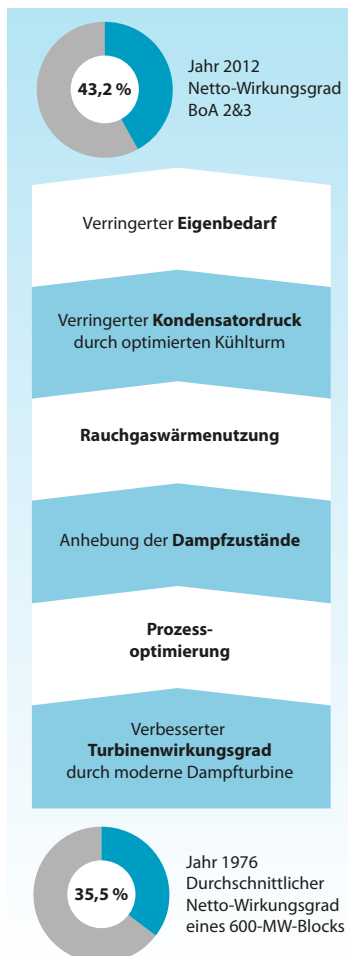 43,2 %
Jahr 2012
Netto-Wirkungsgrad
BoA 2&3
Verringerter Eigenbedarf
Verringerter Kondensatordruck
durch optimierten Kühlturm
Rauchgaswärmenutzung
Anhebung der Dampfzustände
Prozess-
optimierung
Verbesserter
Turbinenwirkungsgrad
durch moderne Dampfturbine
35,5 %
Jahr 1976
Durchschnittlicher
Netto-Wirkungsgrad
eines 600-MW-Blocks